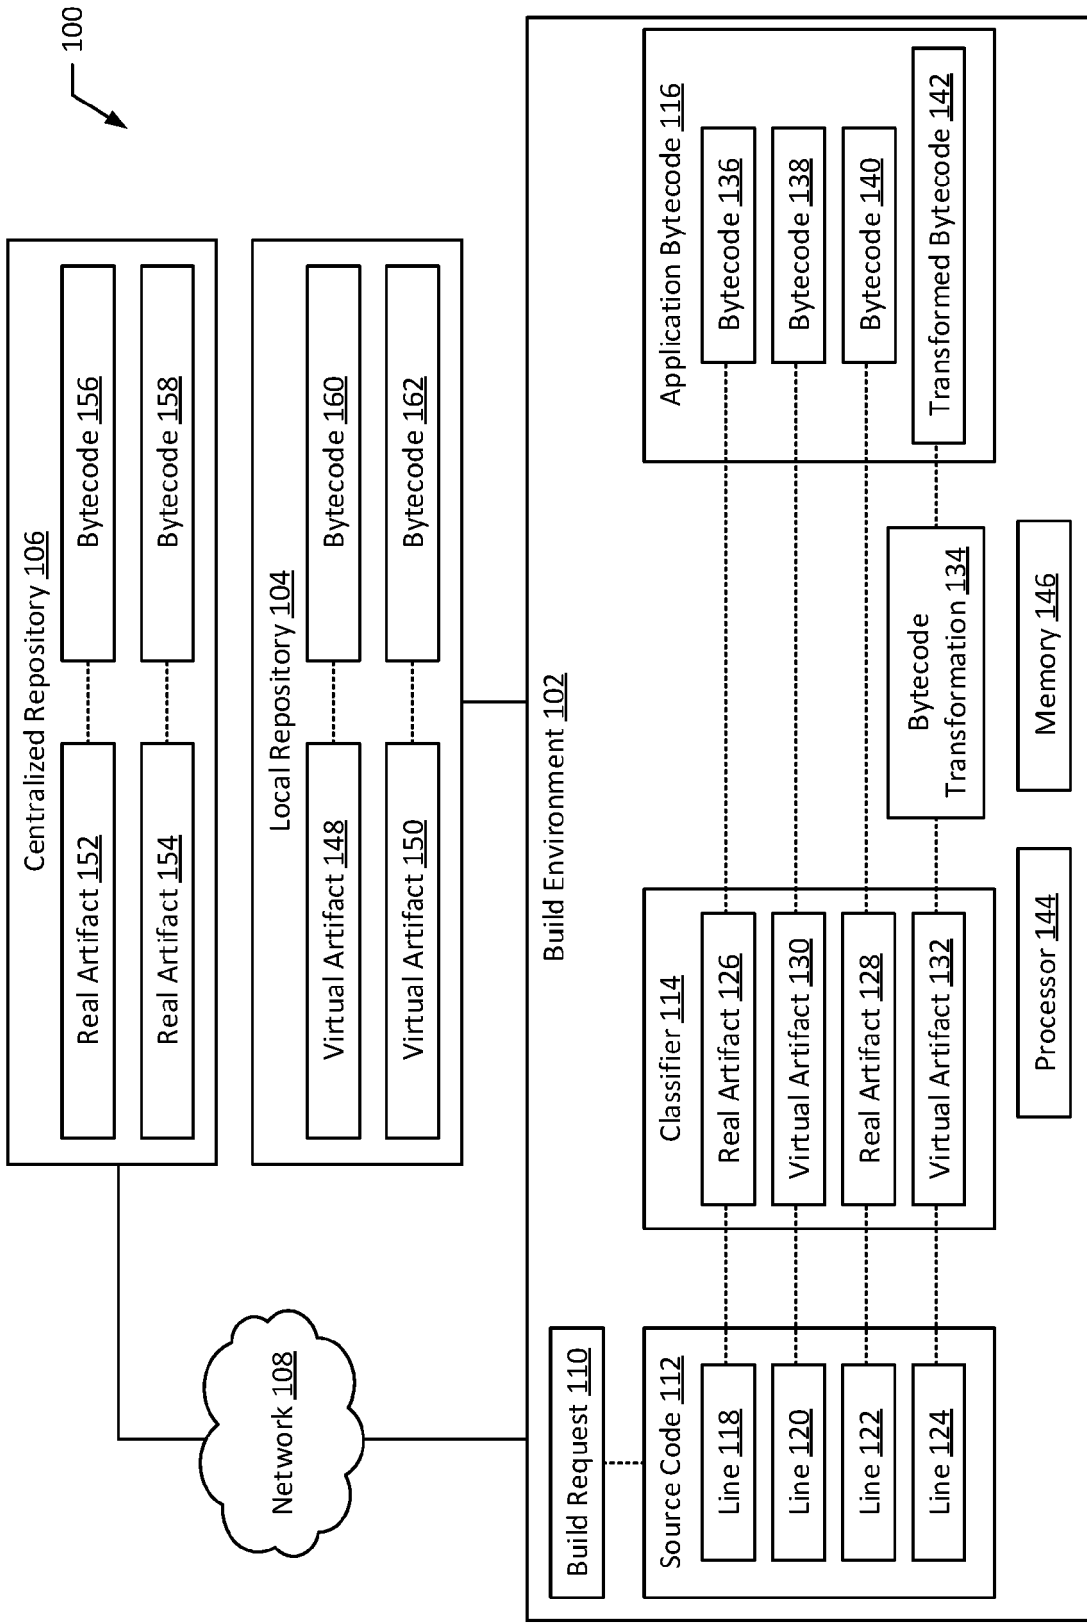 100
Centralized Repository 106
Real Artifact 152
Bytecode 156
Real Artifact 154
Bytecode 158
Local Repository 104
Virtual Artifact 148
Bytecode 160
Virtual Artifact 150
Bytecode 162
Network 108
Build Environment 102
Build Request 110
Source Code 112
Line 118
Line 120
Line 122
Line 124
Classifier 114
Real Artifact 126
Virtual Artifact 130
Real Artifact 128
Virtual Artifact 132
Bytecode
Transformation 134
Application Bytecode 116
Bytecode 136
Bytecode 138
Bytecode 140
Transformed Bytecode 142
Processor 144
Memory 146